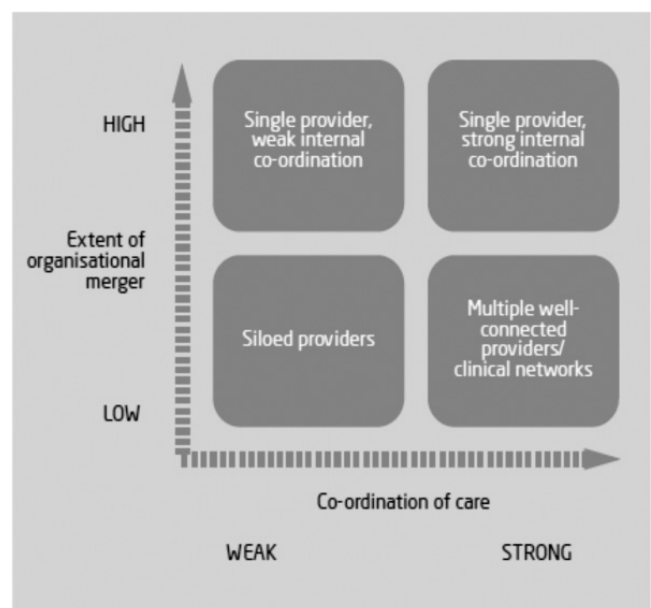 HIGH
Single provider,
weak internal
co-ordination
Single provider,
strong internal
co-ordination
Extent of
organisational
merger
Siloed providers
Multiple well-
connected
providers/
clinical networks
LOW
Co-ordination of care
WEAK
STRONG